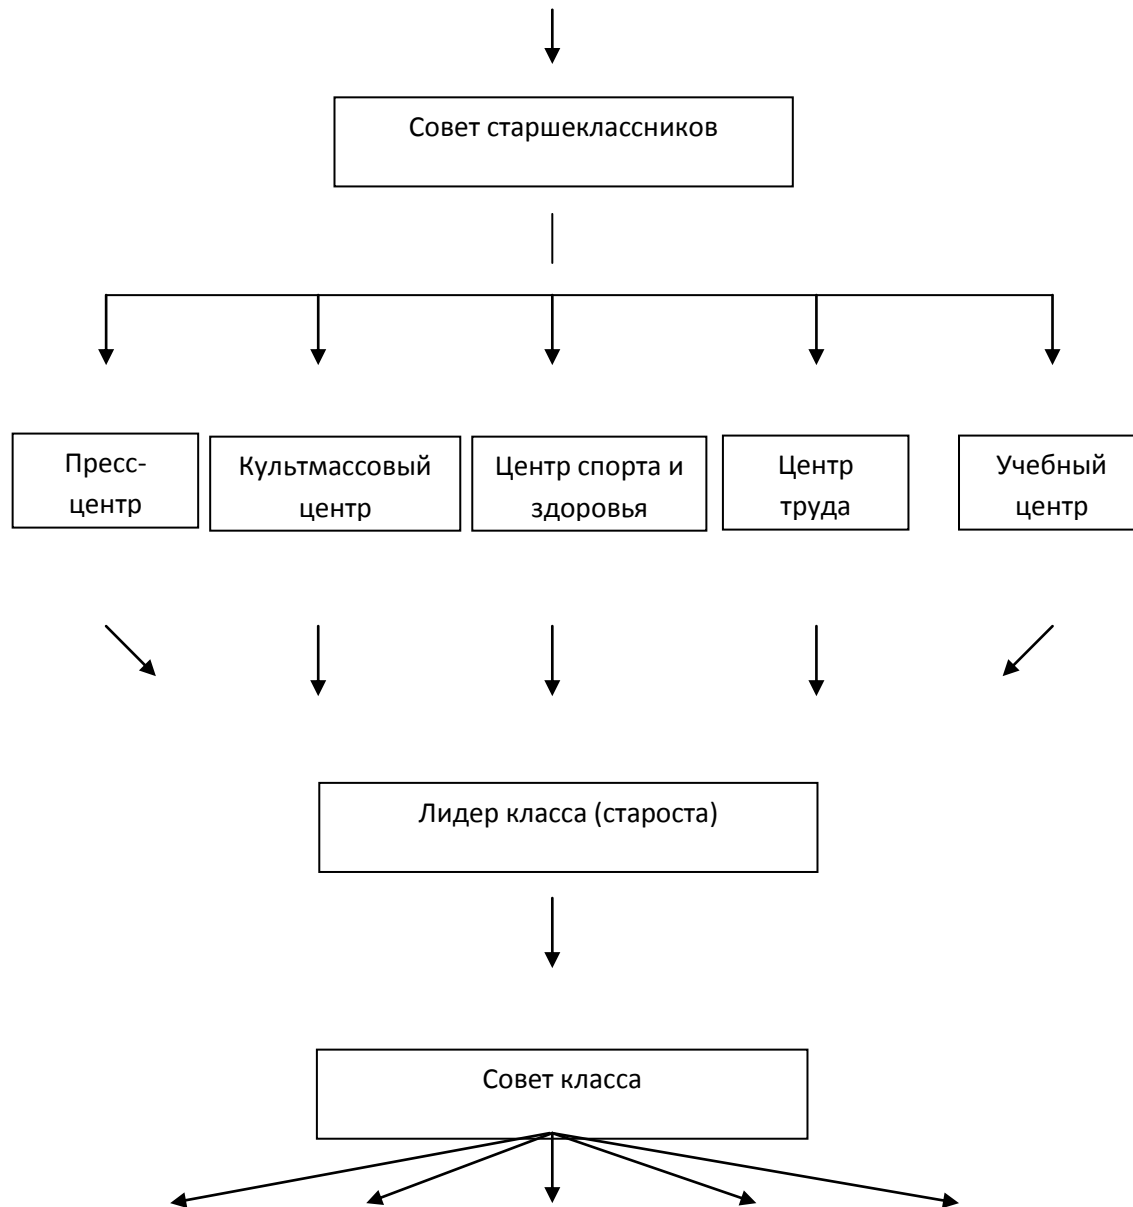 Совет старшеклассников
Пресс-
центр
Культмассовый
центр
Центр спорта и
здоровья
Центр
труда
Учебный
центр
Лидер класса (староста)
Совет класса